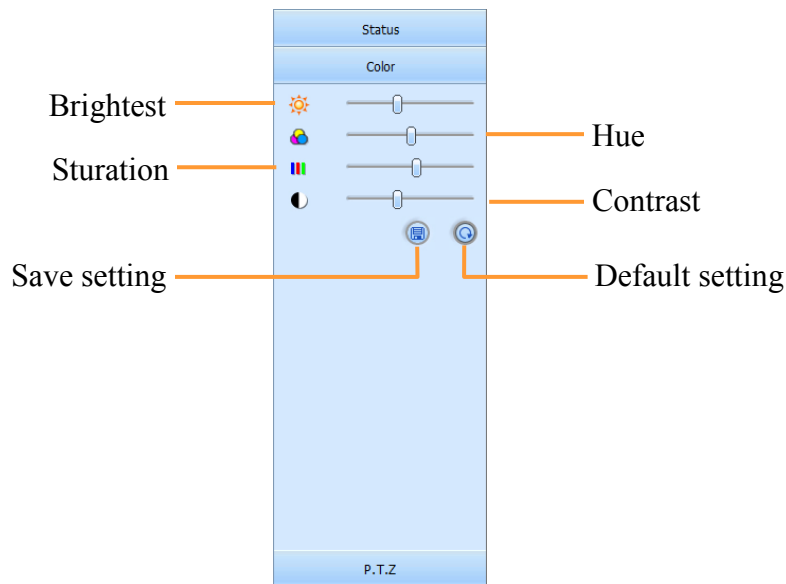 Status
Color
Brightest
Hue
Sturation
Contrast
Save setting
Default setting
P.T.Z